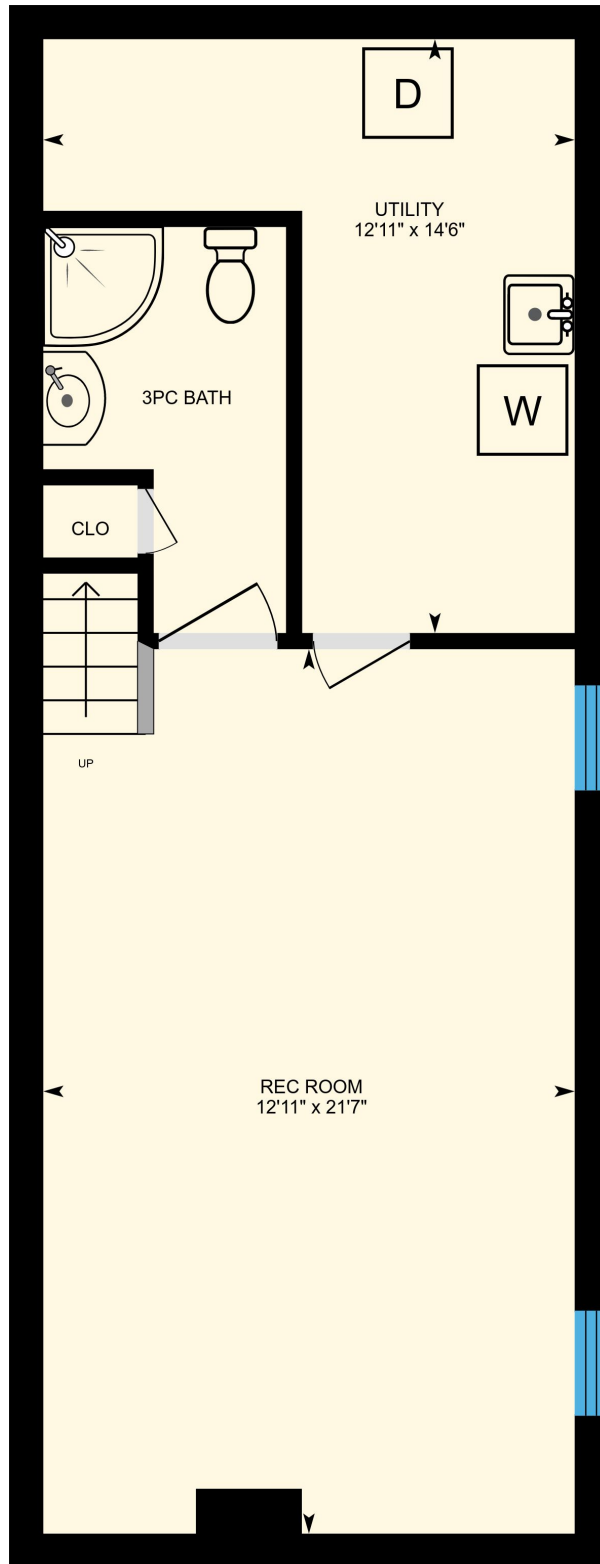 D
UTILITY
12'11" x 14'6"
3PC BATH
W
CLO
UP
REC ROOM
12'11" x 21'7"